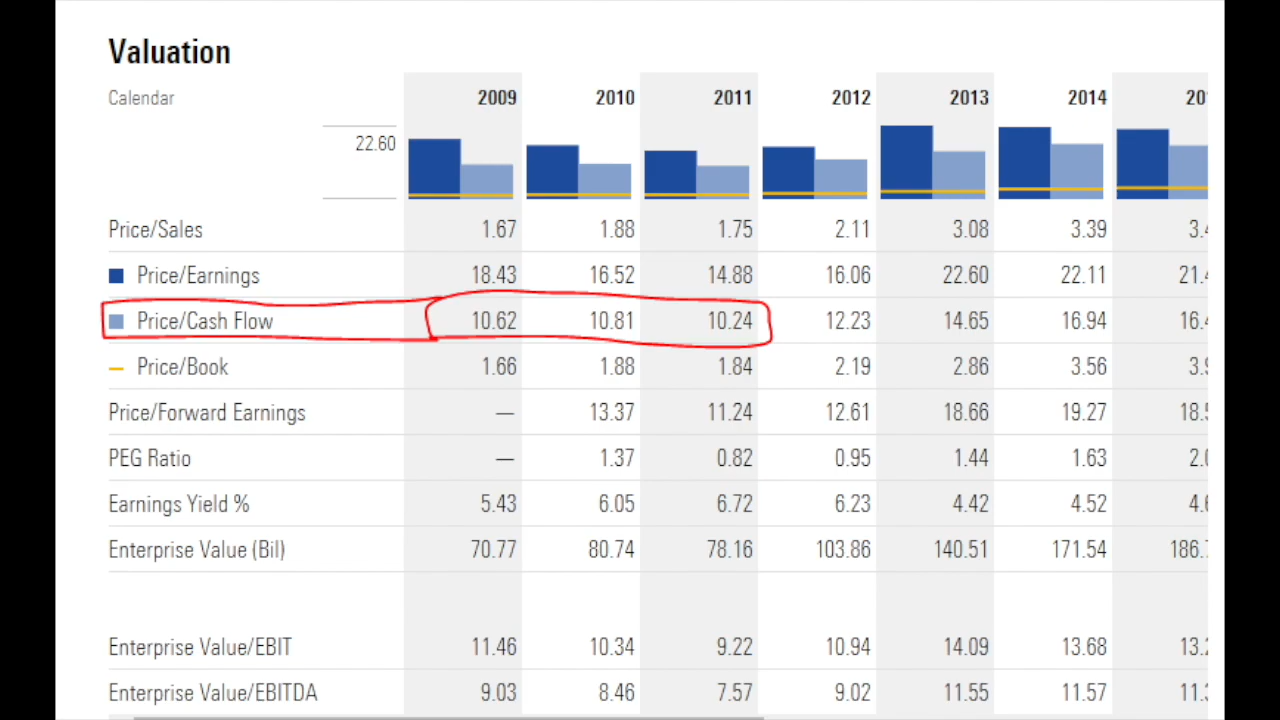 Valuation
Calendar 2009 2010 2011 2012 2013 2014
22.60
Price/Sales 1.67 1.88 1.75 2.11 3.08 3.39
Price/Earnings 18.43 16.52 14.88 16.06 22.60 22.11
Price/Cash Flow 10.62 10.81 10.24 12.23 14.65 16.94
Price/Book 1.66 1.88 1.84 2.19 2.86 3.56
Price/Forward Earnings — 13.37 11.24 12.61 18.66 19.27
PEG Ratio — 1.37 0.82 0.95 1.44 1.63
Earnings Yield % 5.43 6.05 6.72 6.23 4.42 4.52
Enterprise Value (Bil) 70.77 80.74 78.16 103.86 140.51 171.54
Enterprise Value/EBIT 11.46 10.34 9.22 10.94 14.09 13.68
Enterprise Value/EBITDA 9.03 8.46 7.57 9.02 11.55 11.57